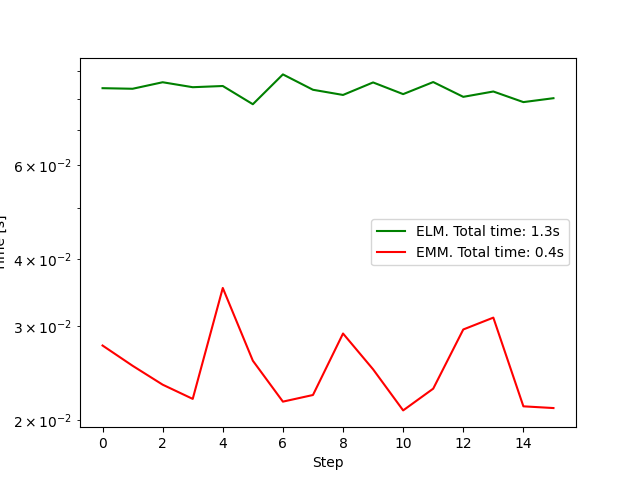 6 × 10⁻²
4 × 10⁻²
3 × 10⁻²
2 × 10⁻²
Time [s]
ELM. Total time: 1.3s
EMM. Total time: 0.4s
0 2 4 6 8 10 12 14
Step